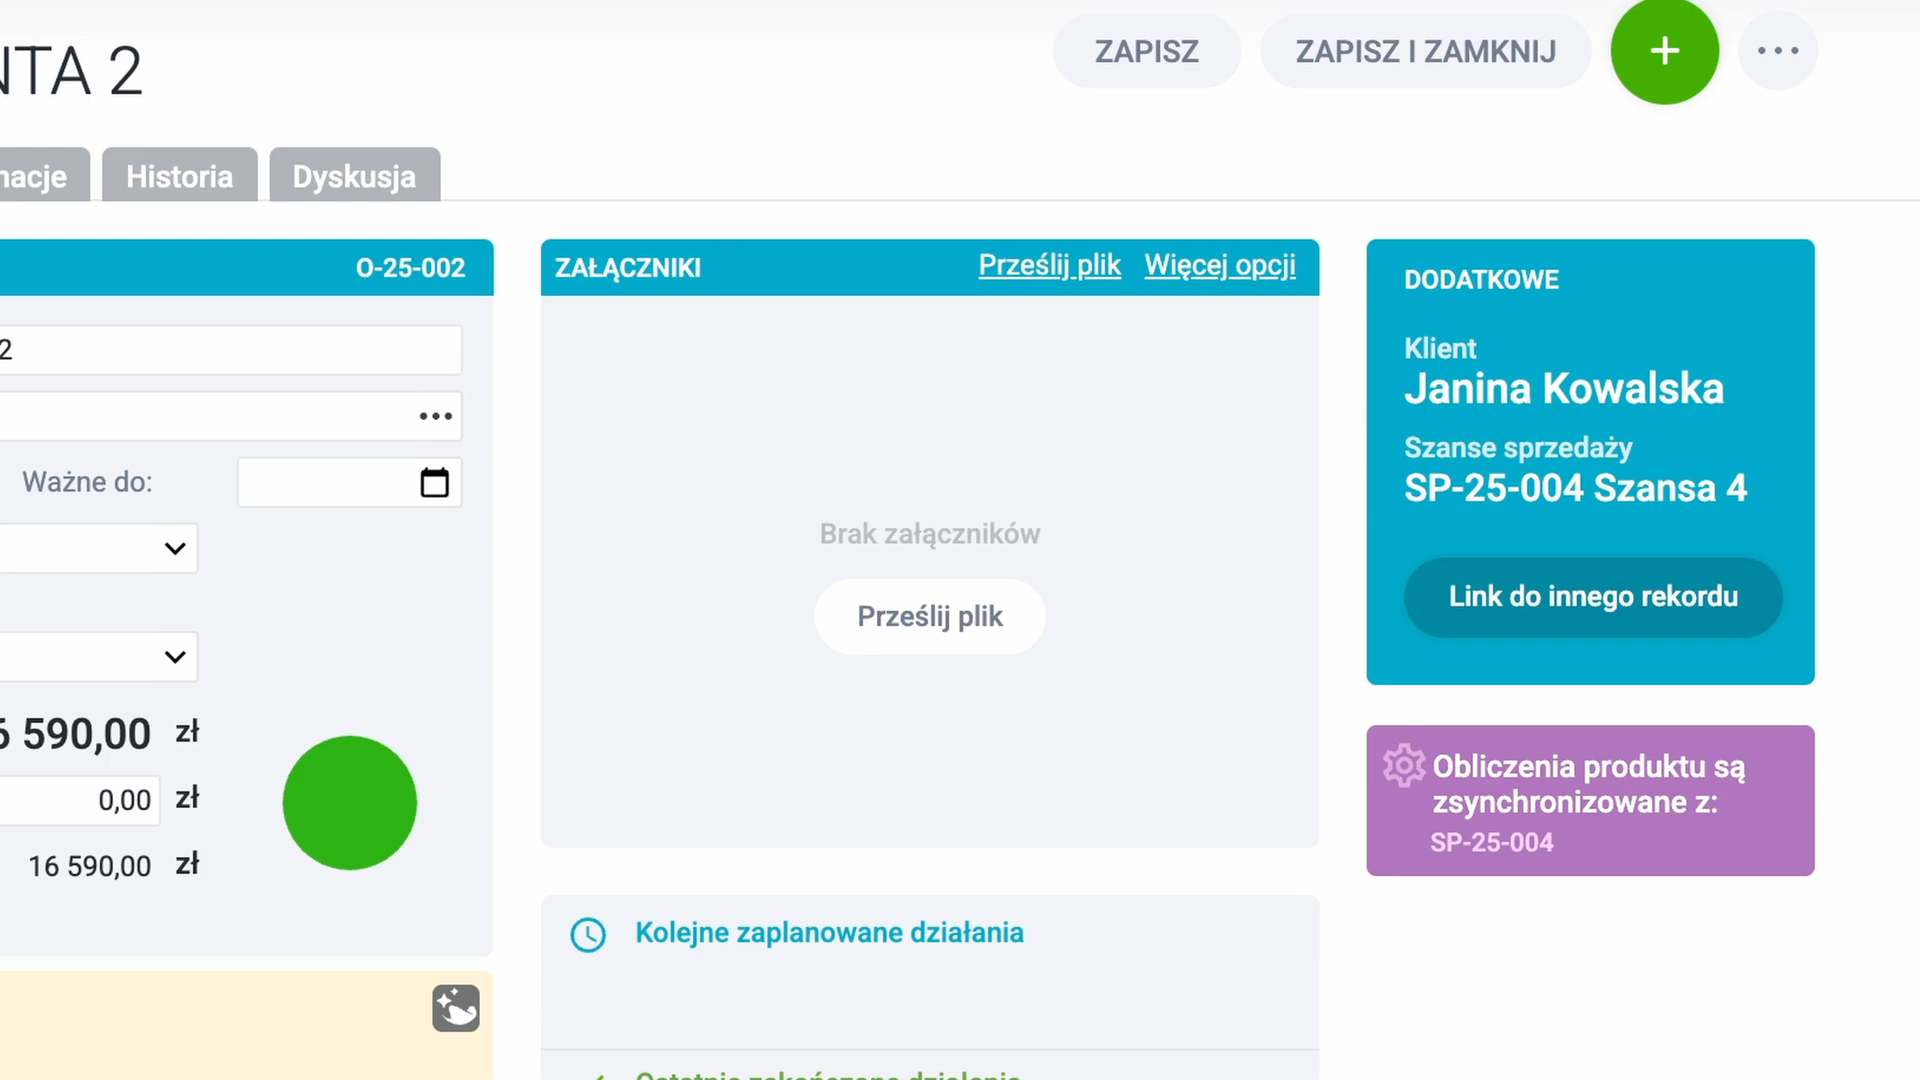 NTA 2
ZAPISZ
ZAPISZ I ZAMKNIJ
macje
Historia
Dyskusja
O-25-002
2
Ważne do:
6 590,00 zł
0,00 zł
16 590,00 zł
ZAŁĄCZNIKI
Prześlij plik
Więcej opcji
Brak załączników
Prześlij plik
Kolejne zaplanowane działania
Ostatnio zakończone działania
DODATKOWE
Klient
Janina Kowalska
Szanse sprzedaży
SP-25-004 Szansa 4
Link do innego rekordu
Obliczenia produktu są
zsynchronizowane z:
SP-25-004